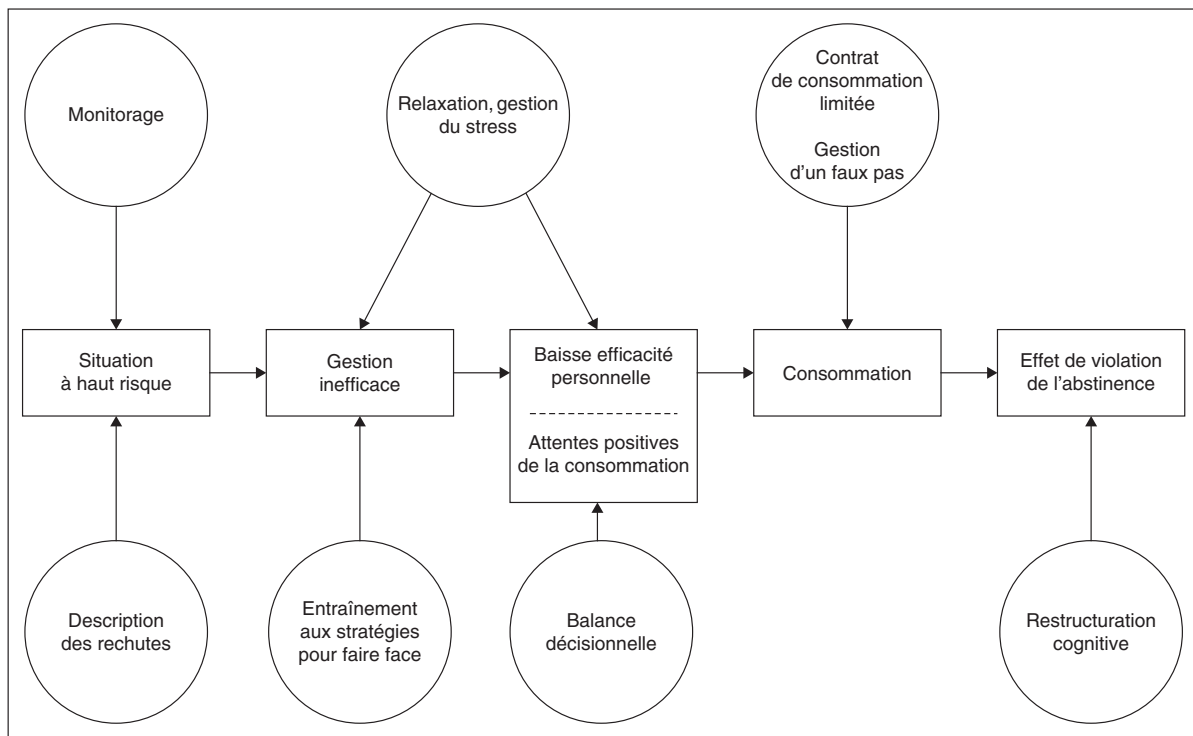 Monitorage
Relaxation, gestion
du stress
Contrat
de consommation
limitée
Gestion
d'un faux pas
Situation
à haut risque
Gestion
inefficace
Baisse efficacité
personnelle
Attentes positives
de la consommation
Consommation
Effet de violation
de l'abstinence
Description
des rechutes
Entraînement
aux stratégies
pour faire face
Balance
décisionnelle
Restructuration
cognitive